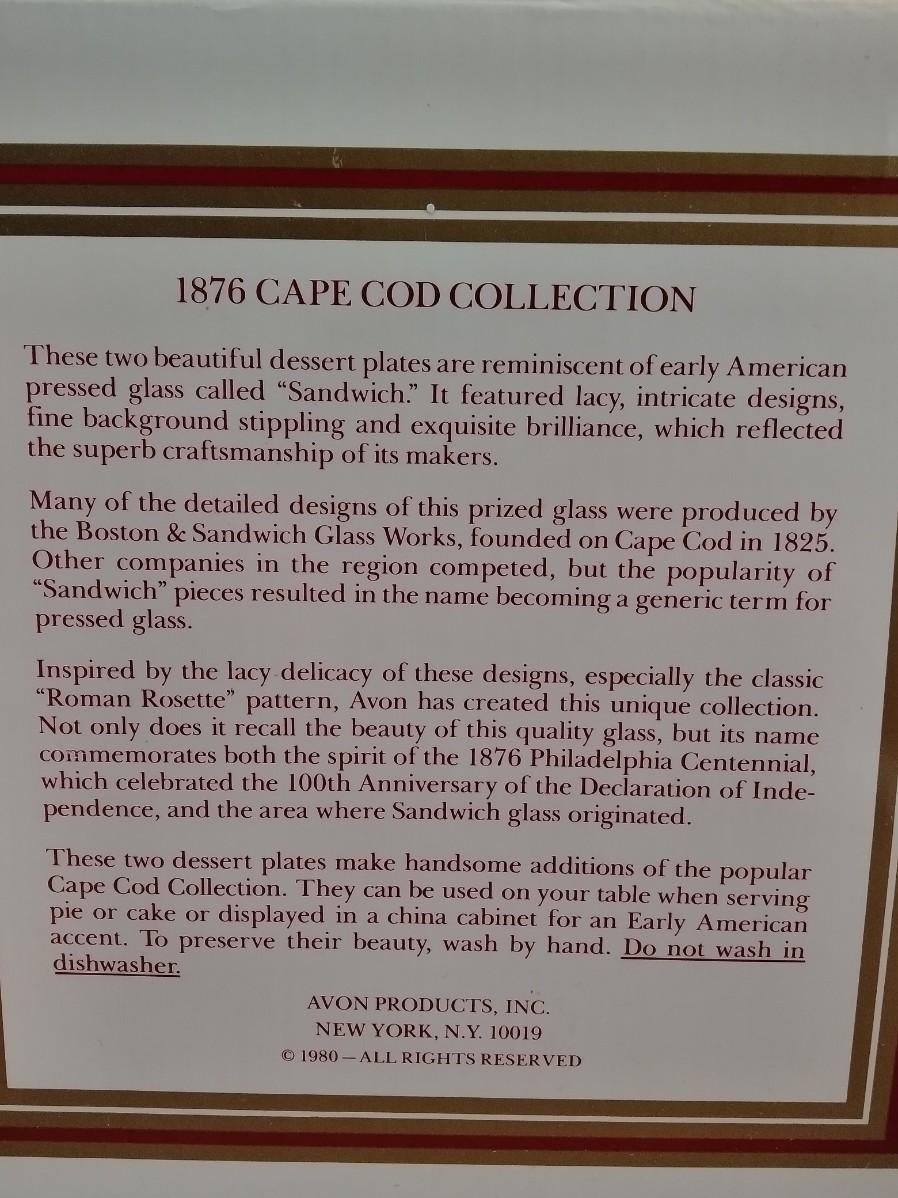 1876 CAPE COD COLLECTION
These two beautiful dessert plates are reminiscent of early American
pressed glass called “Sandwich.” It featured lacy, intricate designs,
fine background stippling and exquisite brilliance, which reflected
the superb craftsmanship of its makers.
Many of the detailed designs of this prized glass were produced by
the Boston & Sandwich Glass Works, founded on Cape Cod in 1825.
Other companies in the region competed, but the popularity of
“Sandwich” pieces resulted in the name becoming a generic term for
pressed glass.
Inspired by the lacy delicacy of these designs, especially the classic
“Roman Rosette” pattern, Avon has created this unique collection.
Not only does it recall the beauty of this quality glass, but its name
commemorates both the spirit of the 1876 Philadelphia Centennial,
which celebrated the 100th Anniversary of the Declaration of Inde-
pendence, and the area where Sandwich glass originated.
These two dessert plates make handsome additions of the popular
Cape Cod Collection. They can be used on your table when serving
pie or cake or displayed in a china cabinet for an Early American
accent. To preserve their beauty, wash by hand. Do not wash in
dishwasher.
AVON PRODUCTS, INC.
NEW YORK, N.Y. 10019
© 1980 — ALL RIGHTS RESERVED